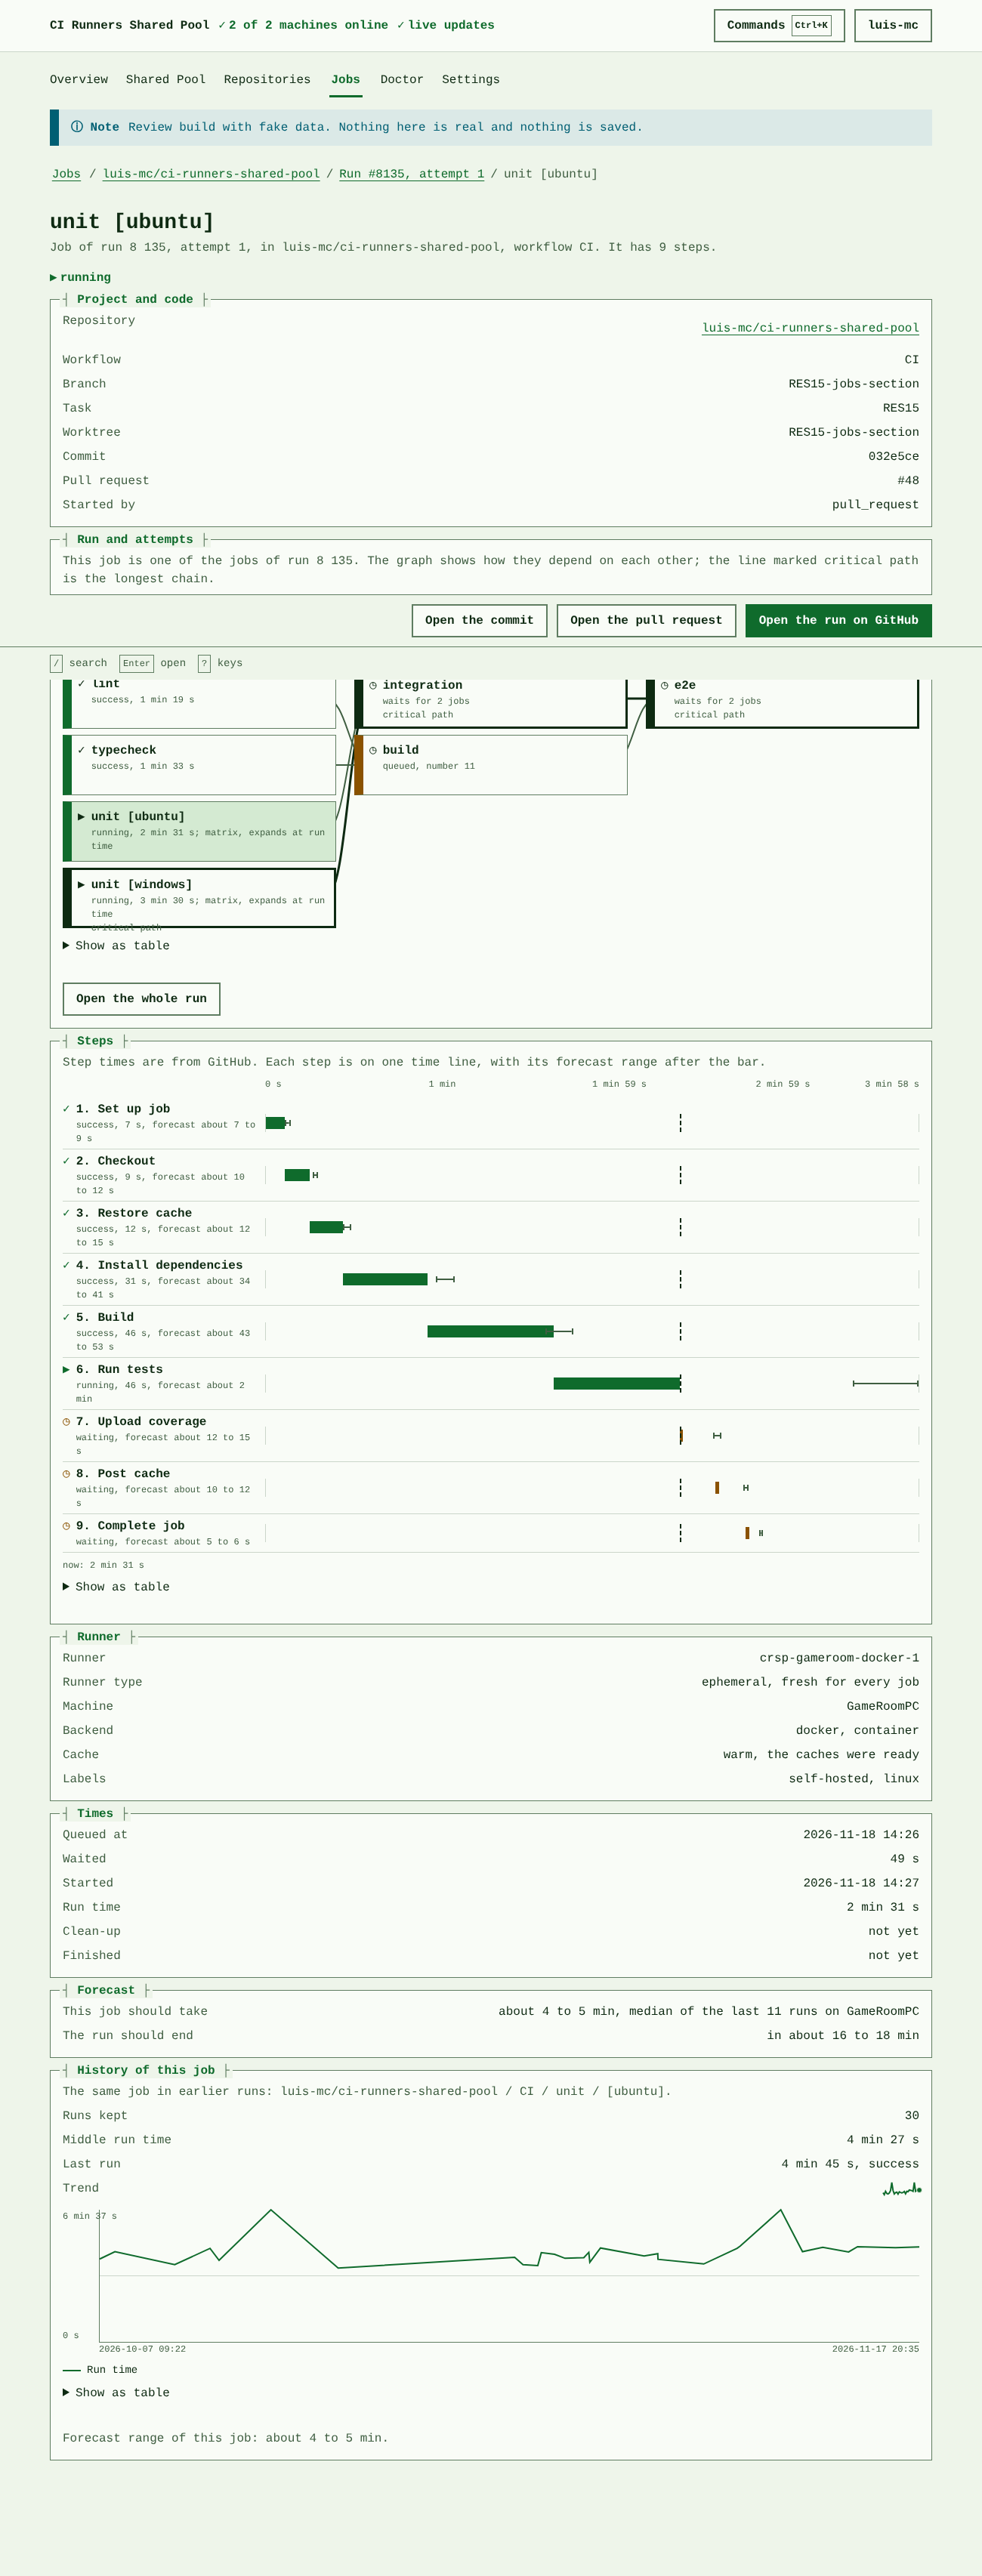 CI Runners Shared Pool ✓ 2 of 2 machines online ✓ live updates
Commands Ctrl+K
luis-mc
Overview Shared Pool Repositories Jobs Doctor Settings
ⓘ Note Review build with fake data. Nothing here is real and nothing is saved.
Jobs / luis-mc/ci-runners-shared-pool / Run #8135, attempt 1 / unit [ubuntu]
unit [ubuntu]
Job of run 8 135, attempt 1, in luis-mc/ci-runners-shared-pool, workflow CI. It has 9 steps.
▶ running
Project and code
Repository luis-mc/ci-runners-shared-pool
Workflow CI
Branch RES15-jobs-section
Task RES15
Worktree RES15-jobs-section
Commit 032e5ce
Pull request #48
Started by pull_request
Run and attempts
This job is one of the jobs of run 8 135. The graph shows how they depend on each other; the line marked critical path
is the longest chain.
Open the commit
Open the pull request
Open the run on GitHub
/ search Enter open ? keys
✓ lint
success, 1 min 19 s
◷ integration
waits for 2 jobs
critical path
◷ e2e
waits for 2 jobs
critical path
✓ typecheck
success, 1 min 33 s
◷ build
queued, number 11
▶ unit [ubuntu]
running, 2 min 31 s; matrix, expands at run
time
▶ unit [windows]
running, 3 min 30 s; matrix, expands at run
time
critical path
▶ Show as table
Open the whole run
Steps
Step times are from GitHub. Each step is on one time line, with its forecast range after the bar.
0 s 1 min 1 min 59 s 2 min 59 s 3 min 58 s
✓ 1. Set up job
success, 7 s, forecast about 7 to
9 s
✓ 2. Checkout
success, 9 s, forecast about 10
to 12 s
✓ 3. Restore cache
success, 12 s, forecast about 12
to 15 s
✓ 4. Install dependencies
success, 31 s, forecast about 34
to 41 s
✓ 5. Build
success, 46 s, forecast about 43
to 53 s
▶ 6. Run tests
running, 46 s, forecast about 2
min
◷ 7. Upload coverage
waiting, forecast about 12 to 15
s
◷ 8. Post cache
waiting, forecast about 10 to 12
s
◷ 9. Complete job
waiting, forecast about 5 to 6 s
now: 2 min 31 s
▶ Show as table
Runner
Runner crsp-gameroom-docker-1
Runner type ephemeral, fresh for every job
Machine GameRoomPC
Backend docker, container
Cache warm, the caches were ready
Labels self-hosted, linux
Times
Queued at 2026-11-18 14:26
Waited 49 s
Started 2026-11-18 14:27
Run time 2 min 31 s
Clean-up not yet
Finished not yet
Forecast
This job should take about 4 to 5 min, median of the last 11 runs on GameRoomPC
The run should end in about 16 to 18 min
History of this job
The same job in earlier runs: luis-mc/ci-runners-shared-pool / CI / unit / [ubuntu].
Runs kept 30
Middle run time 4 min 27 s
Last run 4 min 45 s, success
Trend
6 min 37 s
0 s
2026-10-07 09:22 2026-11-17 20:35
Run time
▶ Show as table
Forecast range of this job: about 4 to 5 min.